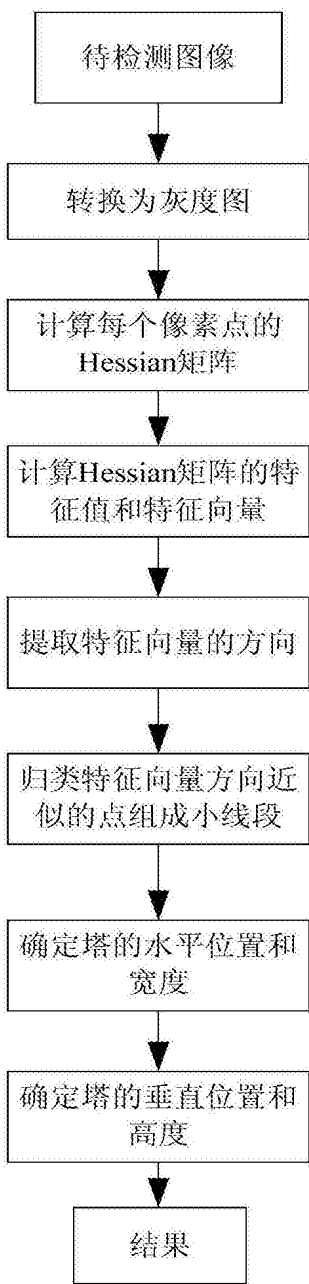 待检测图像
转换为灰度图
计算每个像素点的
Hessian矩阵
计算Hessian矩阵的特
征值和特征向量
提取特征向量的方向
归类特征向量方向近
似的点组成小线段
确定塔的水平位置和
宽度
确定塔的垂直位置和
高度
结果